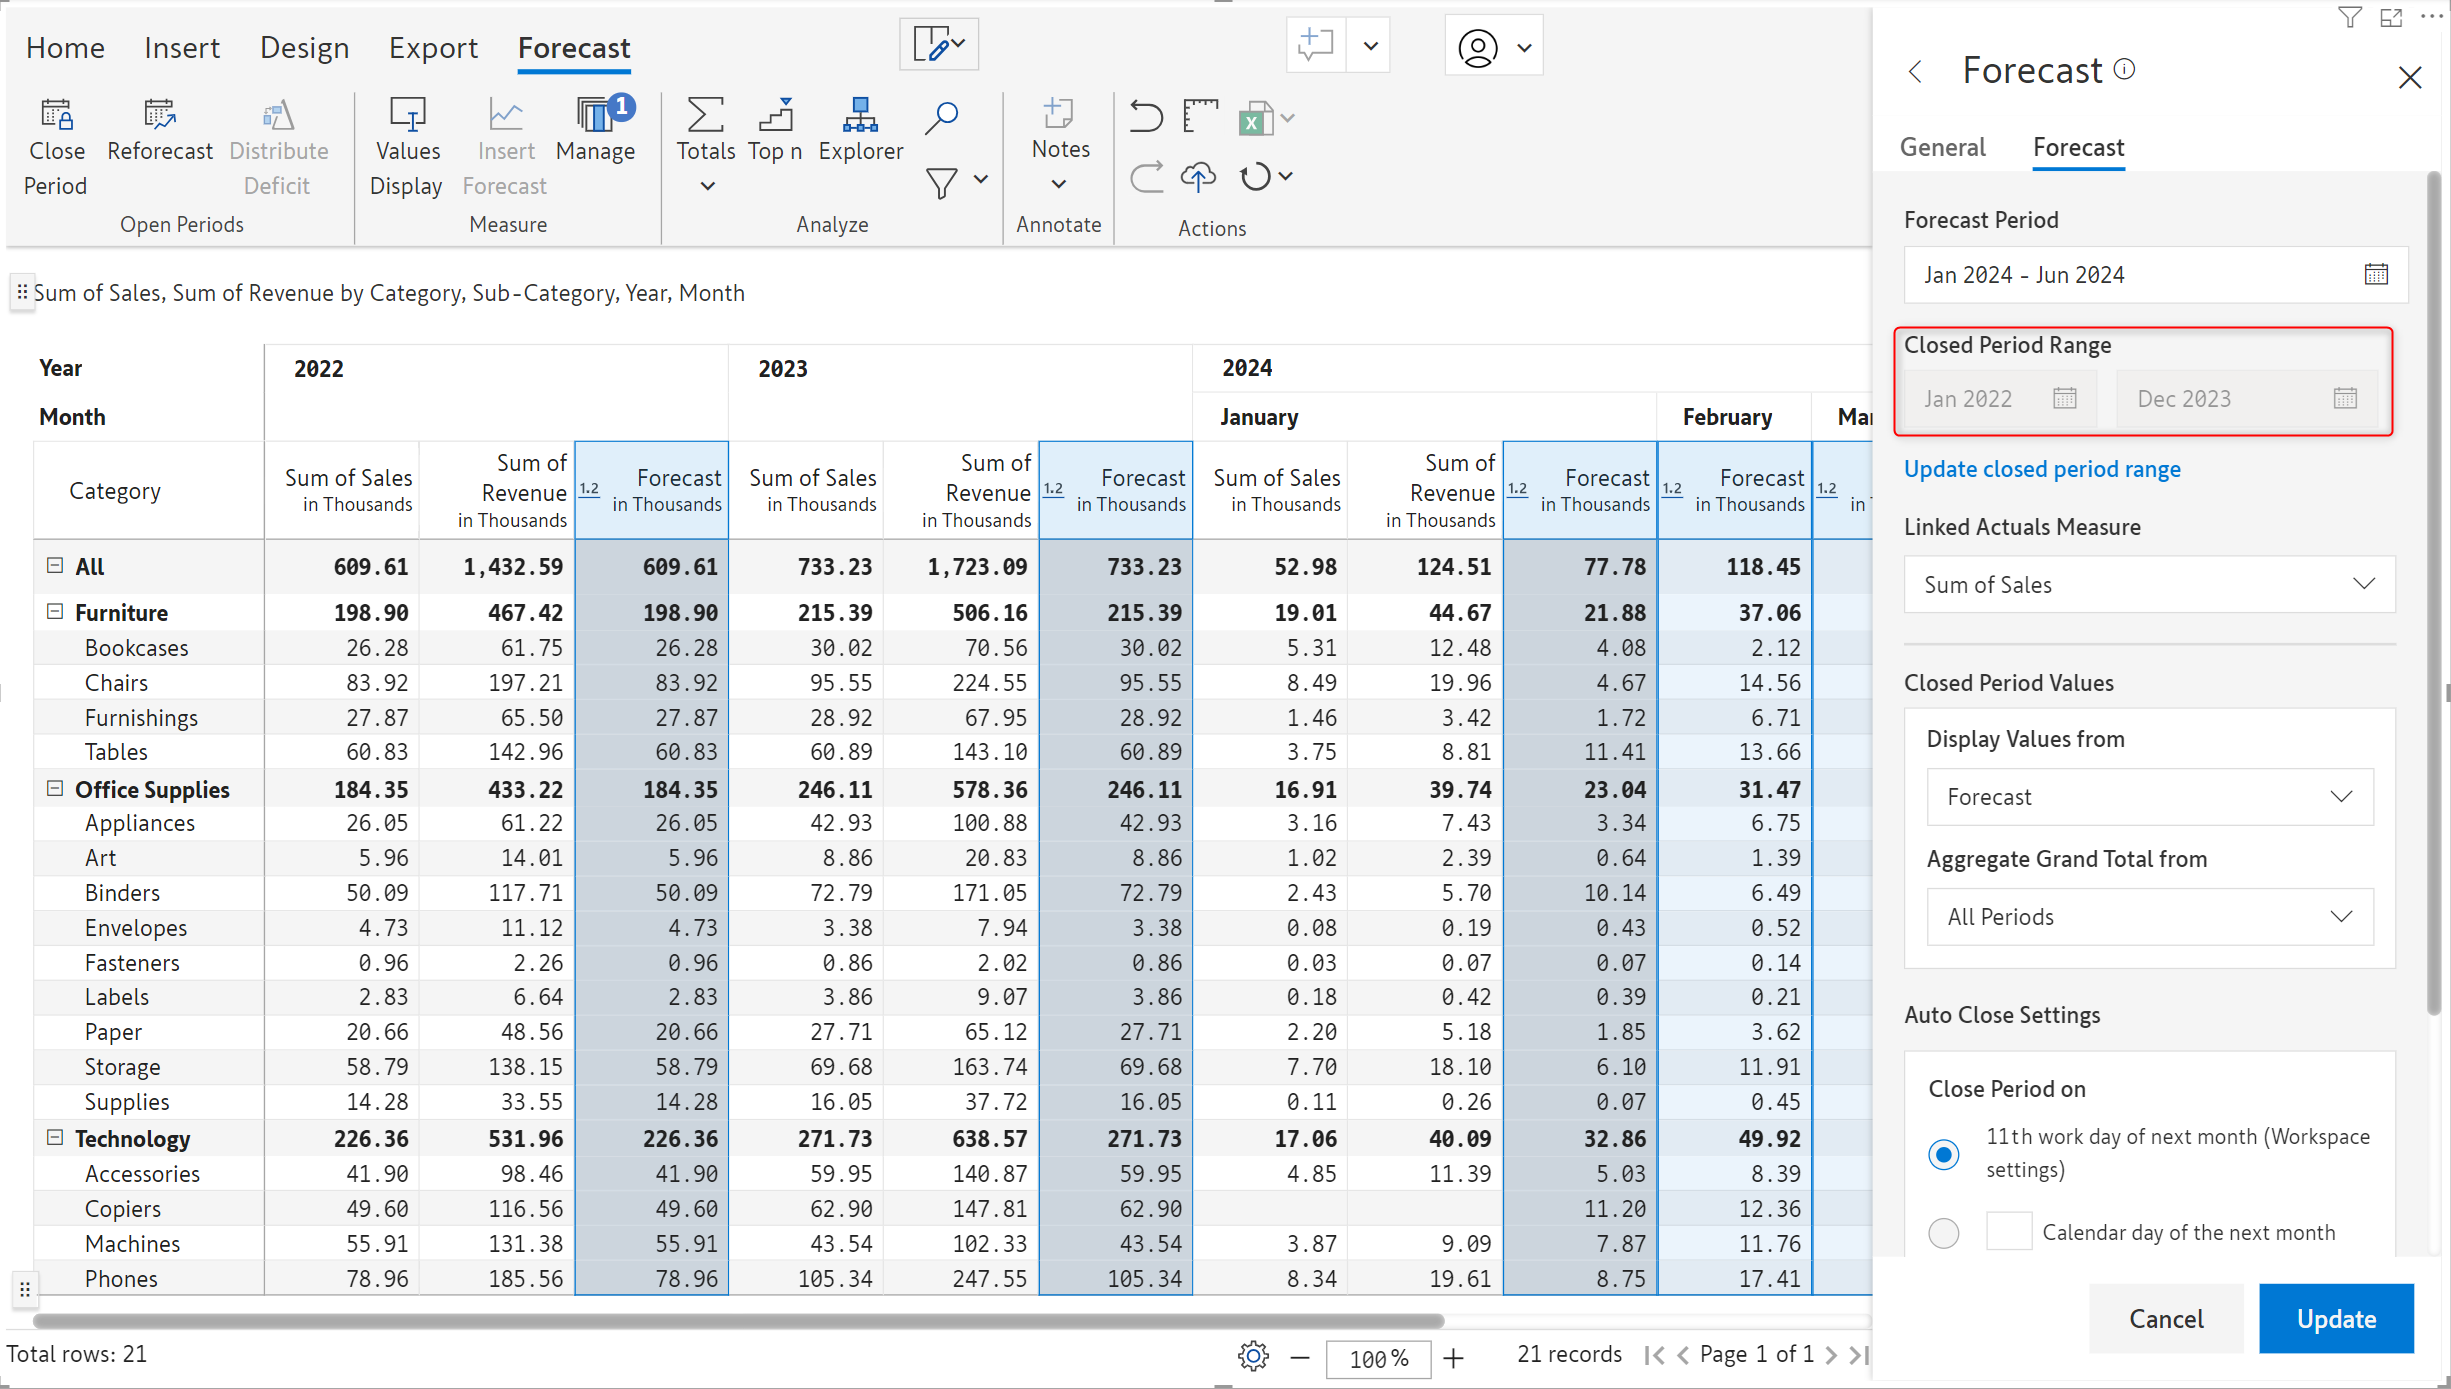 Home Insert Design Export Forecast
Close Period Reforecast Distribute Deficit Values Display Insert Forecast Manage 1 Totals Top n Explorer Notes
Open Periods Measure Analyze Annotate Actions
Sum of Sales, Sum of Revenue by Category, Sub-Category, Year, Month
Year 2022 2023 2024
Month January February Mar
Category Sum of Sales in Thousands Sum of Revenue in Thousands 1.2 Forecast in Thousands Sum of Sales in Thousands Sum of Revenue in Thousands 1.2 Forecast in Thousands Sum of Sales in Thousands Sum of Revenue in Thousands 1.2 Forecast in Thousands 1.2 Forecast in Thousands 1.2 in
All 609.61 1,432.59 609.61 733.23 1,723.09 733.23 52.98 124.51 77.78 118.45
Furniture 198.90 467.42 198.90 215.39 506.16 215.39 19.01 44.67 21.88 37.06
Bookcases 26.28 61.75 26.28 30.02 70.56 30.02 5.31 12.48 4.08 2.12
Chairs 83.92 197.21 83.92 95.55 224.55 95.55 8.49 19.96 4.67 14.56
Furnishings 27.87 65.50 27.87 28.92 67.95 28.92 1.46 3.42 1.72 6.71
Tables 60.83 142.96 60.83 60.89 143.10 60.89 3.75 8.81 11.41 13.66
Office Supplies 184.35 433.22 184.35 246.11 578.36 246.11 16.91 39.74 23.04 31.47
Appliances 26.05 61.22 26.05 42.93 100.88 42.93 3.16 7.43 3.34 6.75
Art 5.96 14.01 5.96 8.86 20.83 8.86 1.02 2.39 0.64 1.39
Binders 50.09 117.71 50.09 72.79 171.05 72.79 2.43 5.70 10.14 6.49
Envelopes 4.73 11.12 4.73 3.38 7.94 3.38 0.08 0.19 0.43 0.52
Fasteners 0.96 2.26 0.96 0.86 2.02 0.86 0.03 0.07 0.07 0.14
Labels 2.83 6.64 2.83 3.86 9.07 3.86 0.18 0.42 0.39 0.21
Paper 20.66 48.56 20.66 27.71 65.12 27.71 2.20 5.18 1.85 3.62
Storage 58.79 138.15 58.79 69.68 163.74 69.68 7.70 18.10 6.10 11.91
Supplies 14.28 33.55 14.28 16.05 37.72 16.05 0.11 0.26 0.07 0.45
Technology 226.36 531.96 226.36 271.73 638.57 271.73 17.06 40.09 32.86 49.92
Accessories 41.90 98.46 41.90 59.95 140.87 59.95 4.85 11.39 5.03 8.39
Copiers 49.60 116.56 49.60 62.90 147.81 62.90 11.20 12.36
Machines 55.91 131.38 55.91 43.54 102.33 43.54 3.87 9.09 7.87 11.76
Phones 78.96 185.56 78.96 105.34 247.55 105.34 8.34 19.61 8.75 17.41
Total rows: 21 100% 21 records Page 1 of 1
Forecast
General Forecast
Forecast Period
Jan 2024 - Jun 2024
Closed Period Range
Jan 2022 Dec 2023
Update closed period range
Linked Actuals Measure
Sum of Sales
Closed Period Values
Display Values from
Forecast
Aggregate Grand Total from
All Periods
Auto Close Settings
Close Period on
11th work day of next month (Workspace
settings)
Calendar day of the next month
Cancel Update